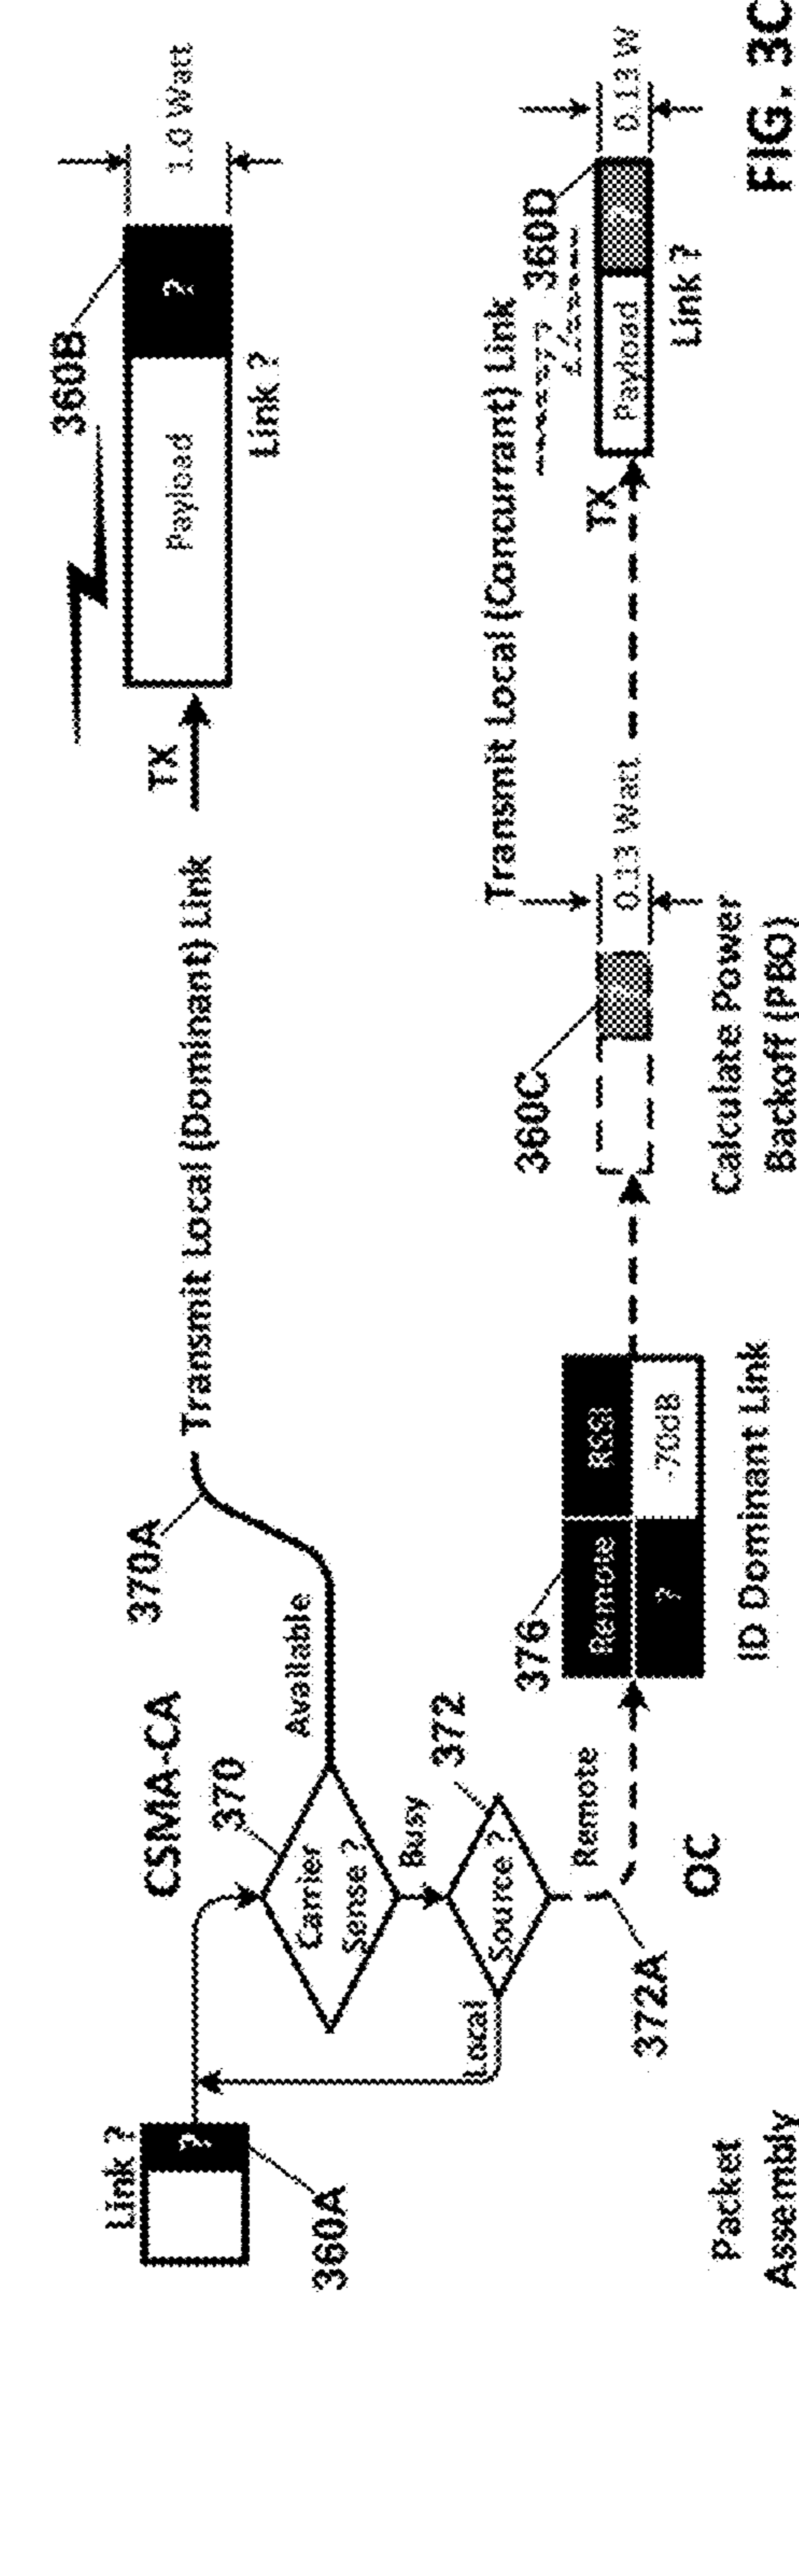 Link ?
?
360A
Packet
Assembly
CSMA-CA
370
Carrier
Sense ?
Available
370A
Transmit Local (Dominant) Link
TX
360B
Payload
?
Link ?
1.0 Watt
Busy
372
Source ?
Local
Remote
372A
OC
376
Remote
RSSI
?
-70dB
ID Dominant Link
360C
?
0.13 Watt
Calculate Power
Backoff (PBO)
Transmit Local (Concurrant) Link
TX
360D
Payload
?
Link ?
0.13 W
FIG. 3C